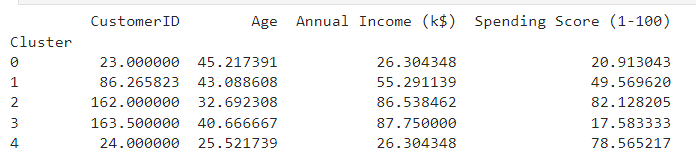 CustomerID Age Annual Income (k$) Spending Score (1-100)
Cluster
0 23.000000 45.217391 26.304348 20.913043
1 86.265823 43.088608 55.291139 49.569620
2 162.000000 32.692308 86.538462 82.128205
3 163.500000 40.666667 87.750000 17.583333
4 24.000000 25.521739 26.304348 78.565217